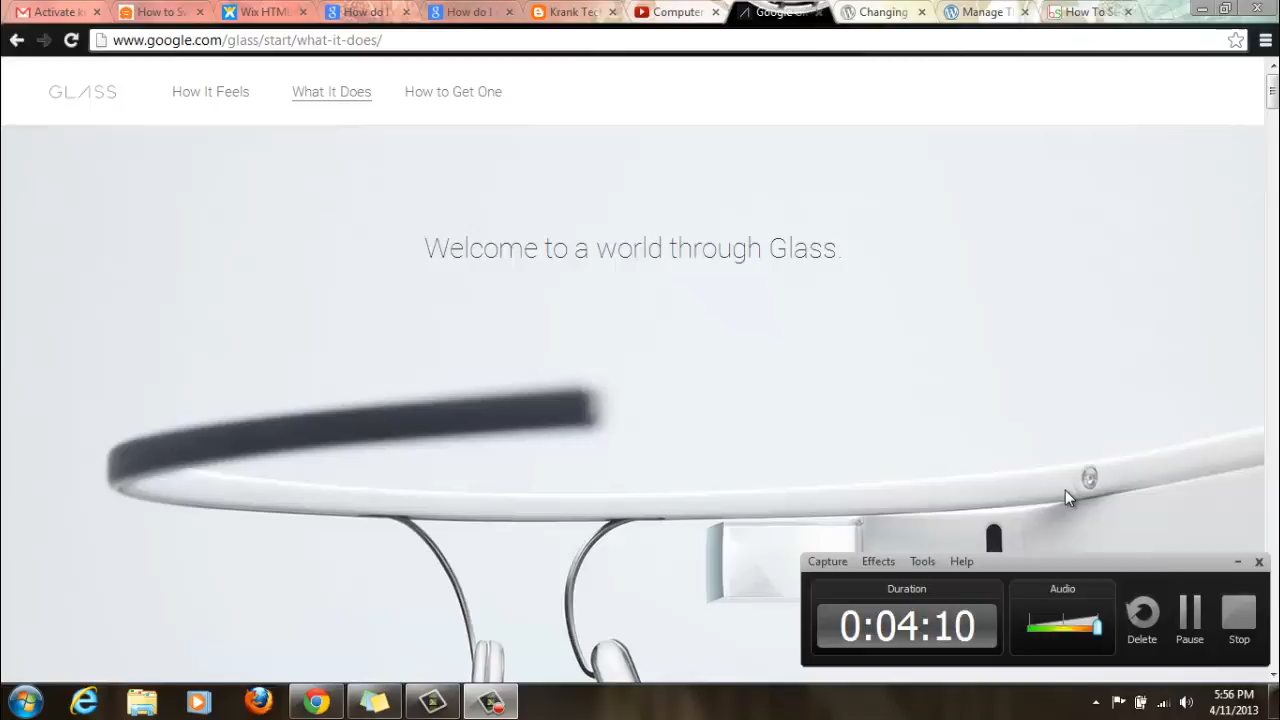 Activate k
How to S
Wix HTML
How do I
How do I
Krank Tec
Computer
Google Gl
Changing
Manage T
How To Se
www.google.com/glass/start/what-it-does/
GLASS
How It Feels
What It Does
How to Get One
Welcome to a world through Glass.
Capture
Effects
Tools
Help
Duration
Audio
0:04:10
Delete
Pause
Stop
5:56 PM
4/11/2013